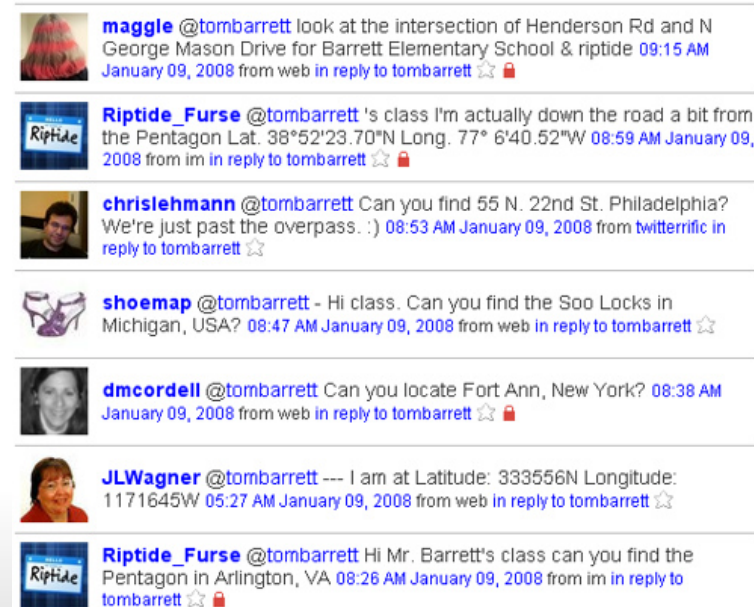 maggle @tombarrett look at the intersection of Henderson Rd and N
George Mason Drive for Barrett Elementary School & riptide 09:15 AM
January 09, 2008 from web in reply to tombarrett
HELLO
Riptide
Riptide_Furse @tombarrett 's class I'm actually down the road a bit from
the Pentagon Lat. 38°52'23.70"N Long. 77° 6'40.52"W 08:59 AM January 09,
2008 from im in reply to tombarrett
chrislehmann @tombarrett Can you find 55 N. 22nd St. Philadelphia?
We're just past the overpass. :) 08:53 AM January 09, 2008 from twitterrific in
reply to tombarrett
shoemap @tombarrett - Hi class. Can you find the Soo Locks in
Michigan, USA? 08:47 AM January 09, 2008 from web in reply to tombarrett
dmcordell @tombarrett Can you locate Fort Ann, New York? 08:38 AM
January 09, 2008 from web in reply to tombarrett
JLWagner @tombarrett --- I am at Latitude: 333556N Longitude:
1171645W 05:27 AM January 09, 2008 from web in reply to tombarrett
HELLO
Riptide
Riptide_Furse @tombarrett Hi Mr. Barrett's class can you find the
Pentagon in Arlington, VA 08:26 AM January 09, 2008 from im in reply to
tombarrett